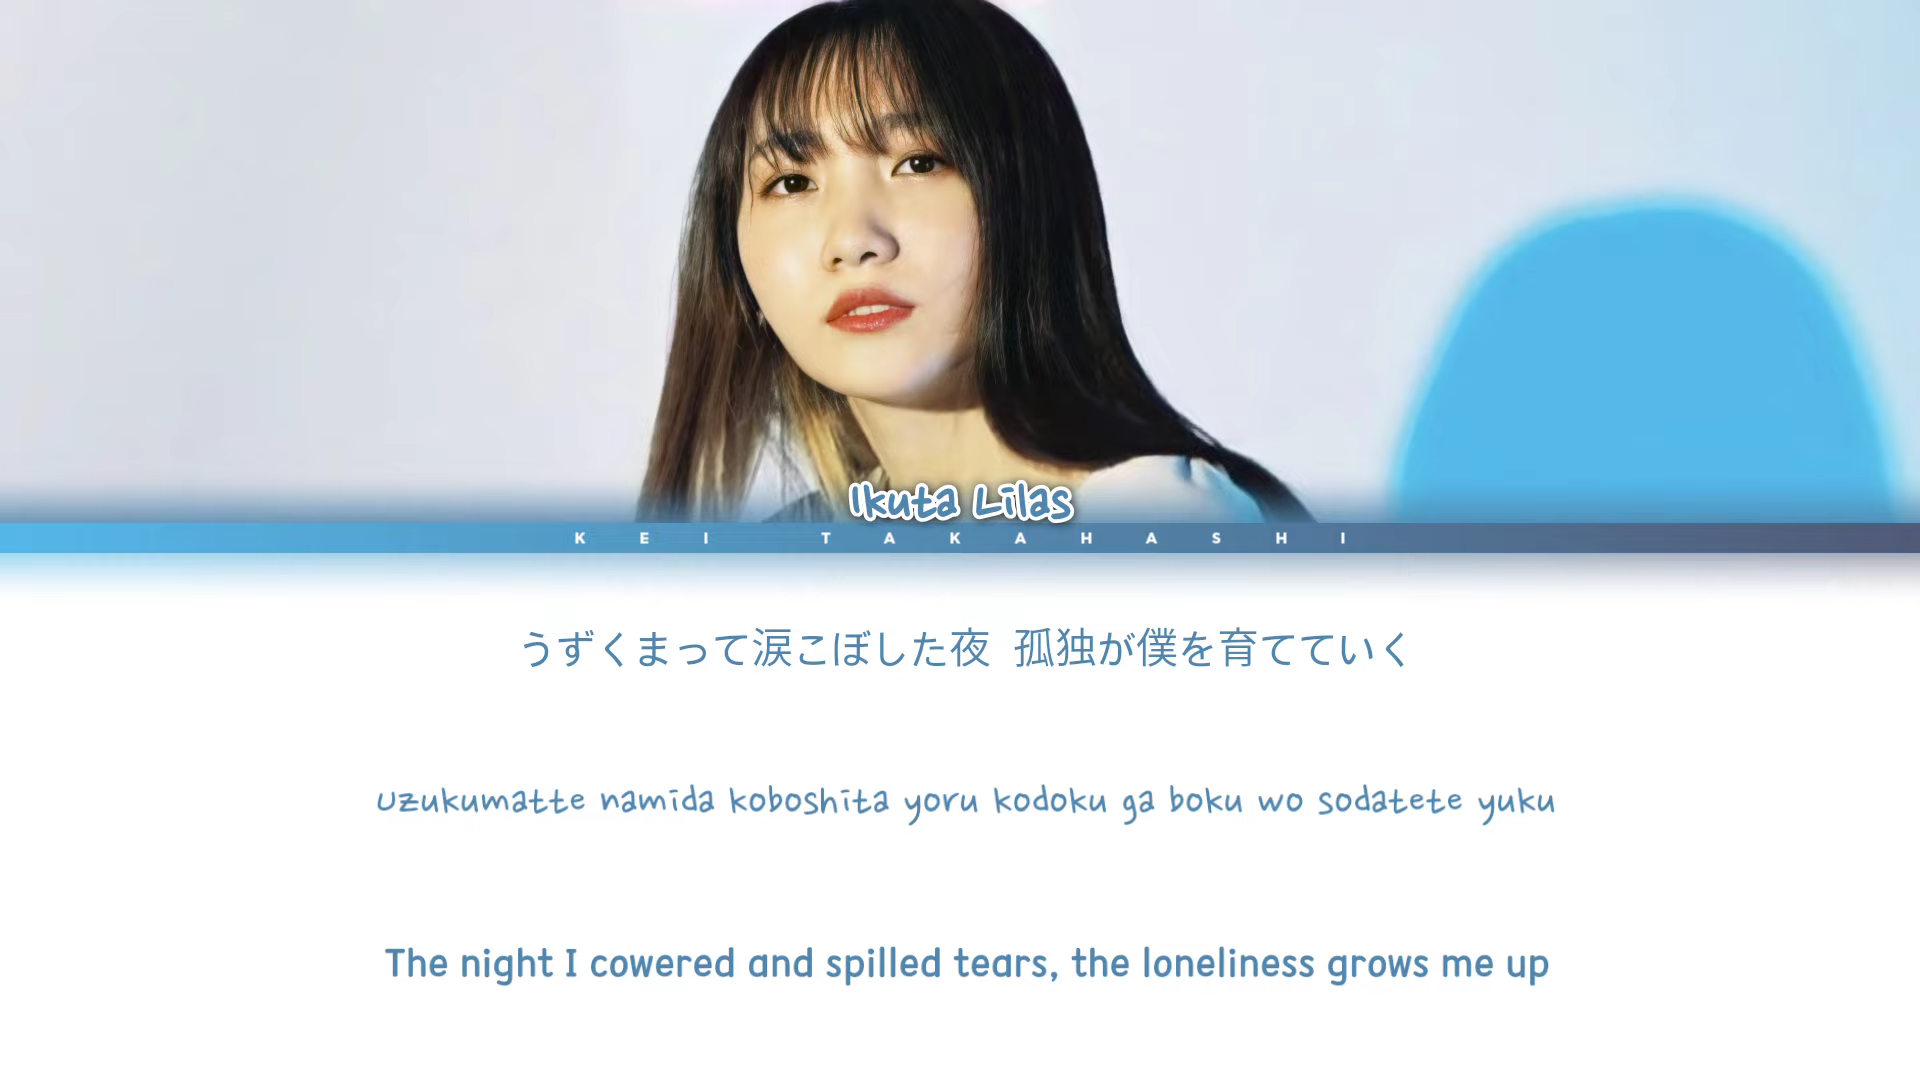 Ikuta Lilas
KEI TAKAHASHI
うずくまって涙こぼした夜 孤独が僕を育てていく
uzukumatte namida koboshita yoru kodoku ga boku wo sodatete yuku
The night I cowered and spilled tears, the loneliness grows me up